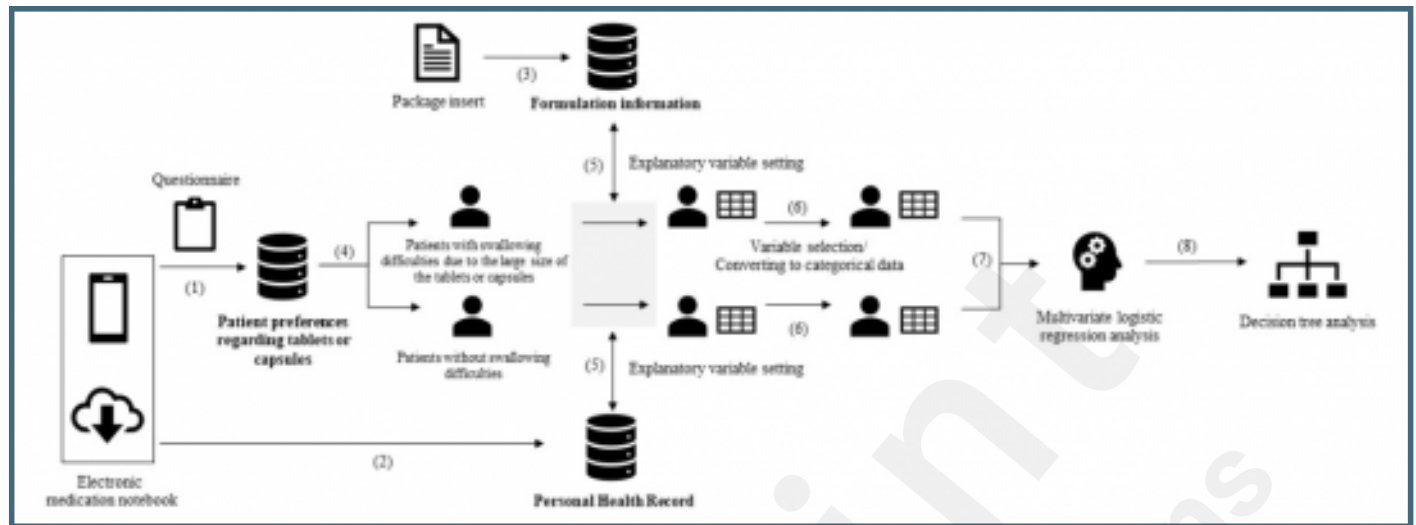 Package insert
(3)
Formulation information
(5)
Explanatory variable setting
Questionnaire
(1)
Patient preferences
regarding tablets or
capsules
(4)
Patients with swallowing
difficulties due to the large size of
the tablets or capsules
Patients without swallowing
difficulties
(6)
Variable selection/
Converting to categorical data
(6)
(7)
Multivariate logistic
regression analysis
(8)
Decision tree analysis
(5)
Explanatory variable setting
(2)
Electronic
medication notebook
Personal Health Record
int
ns